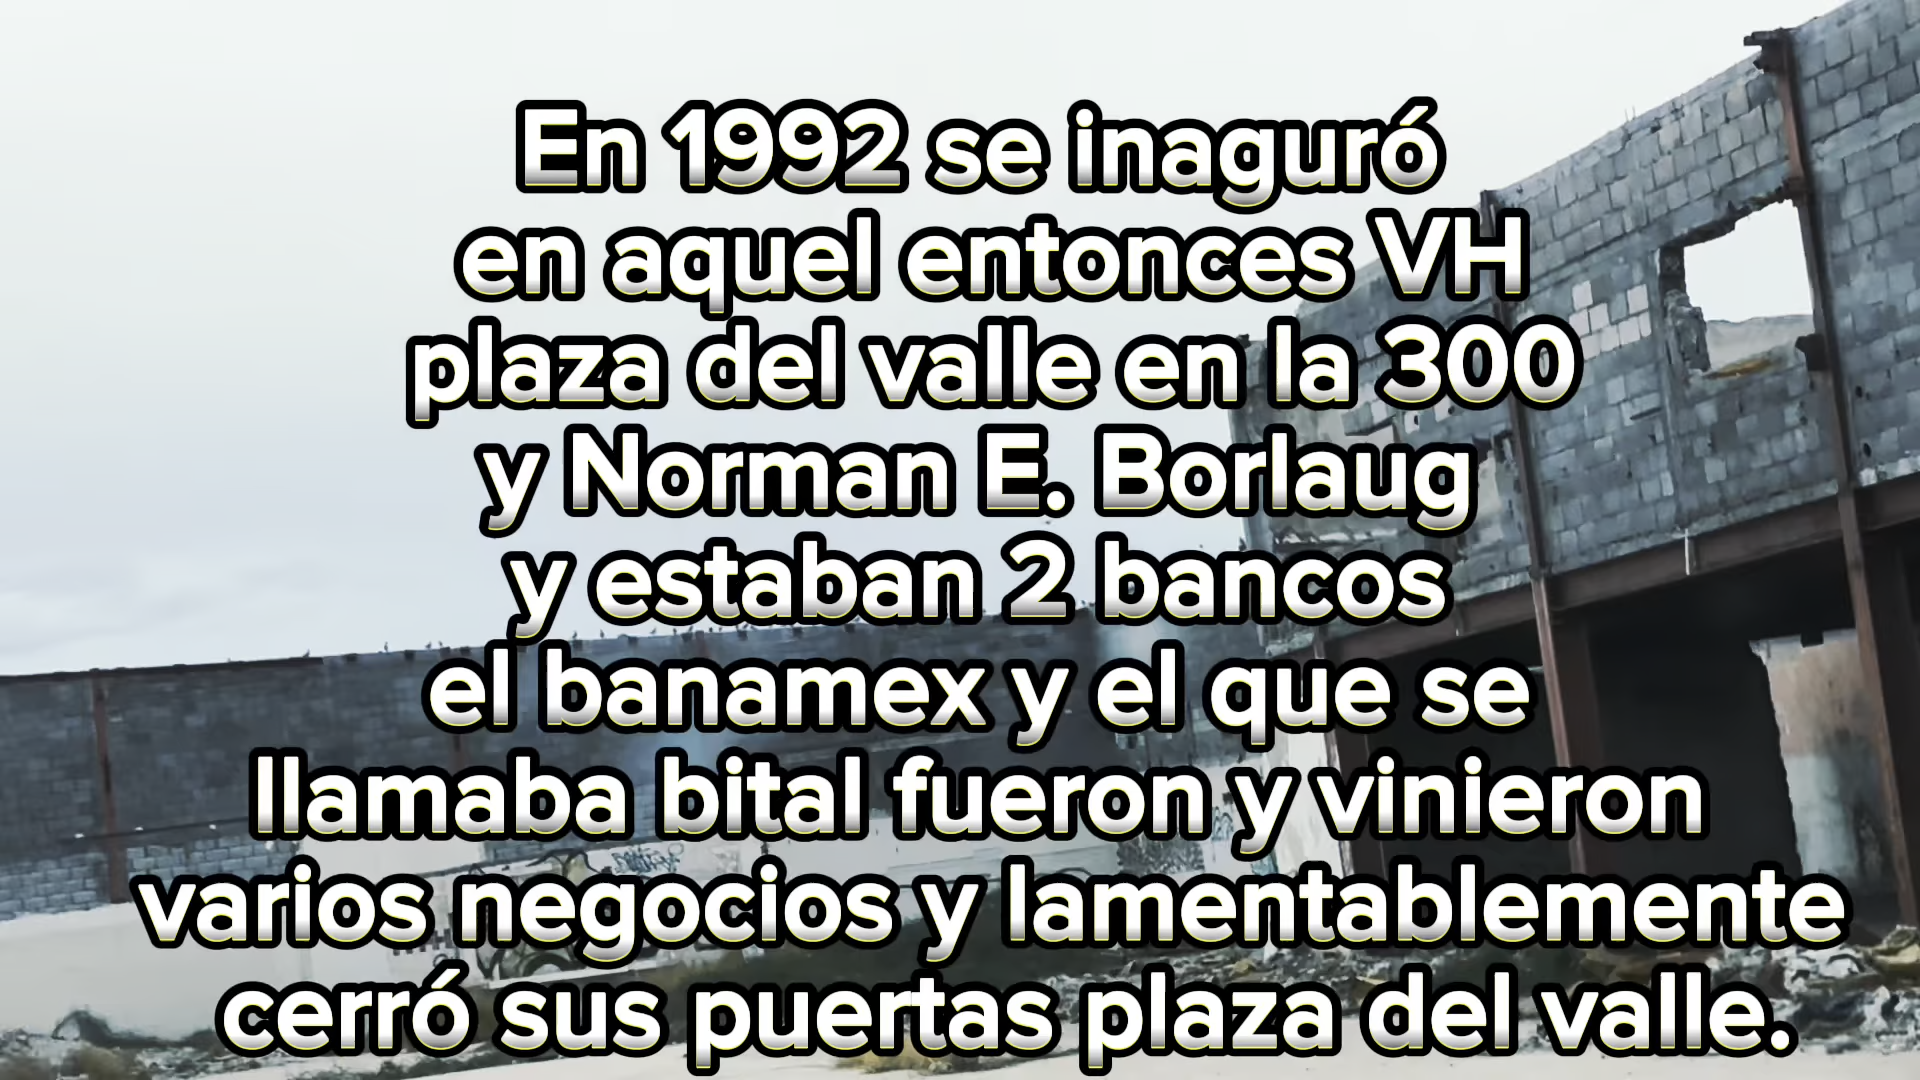 En 1992 se inaguró
en aquel entonces VH
plaza del valle en la 300
y Norman E. Borlaug
y estaban 2 bancos
el banamex y el que se
llamaba bital fueron y vinieron
varios negocios y lamentablemente
cerró sus puertas plaza del valle.